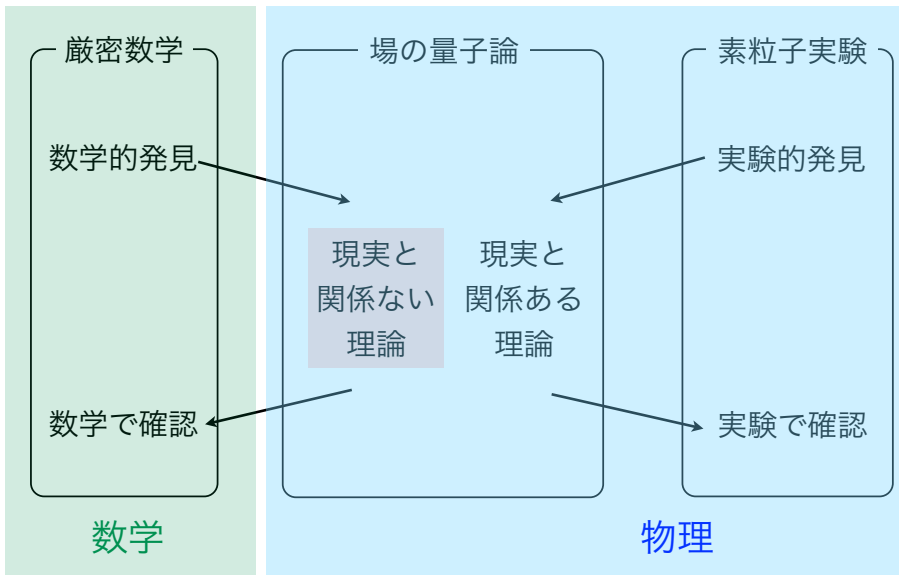 厳密数学
場の量子論
素粒子実験
数学的発見
実験的発見
現実と
関係ない
理論
現実と
関係ある
理論
数学で確認
実験で確認
数学
物理